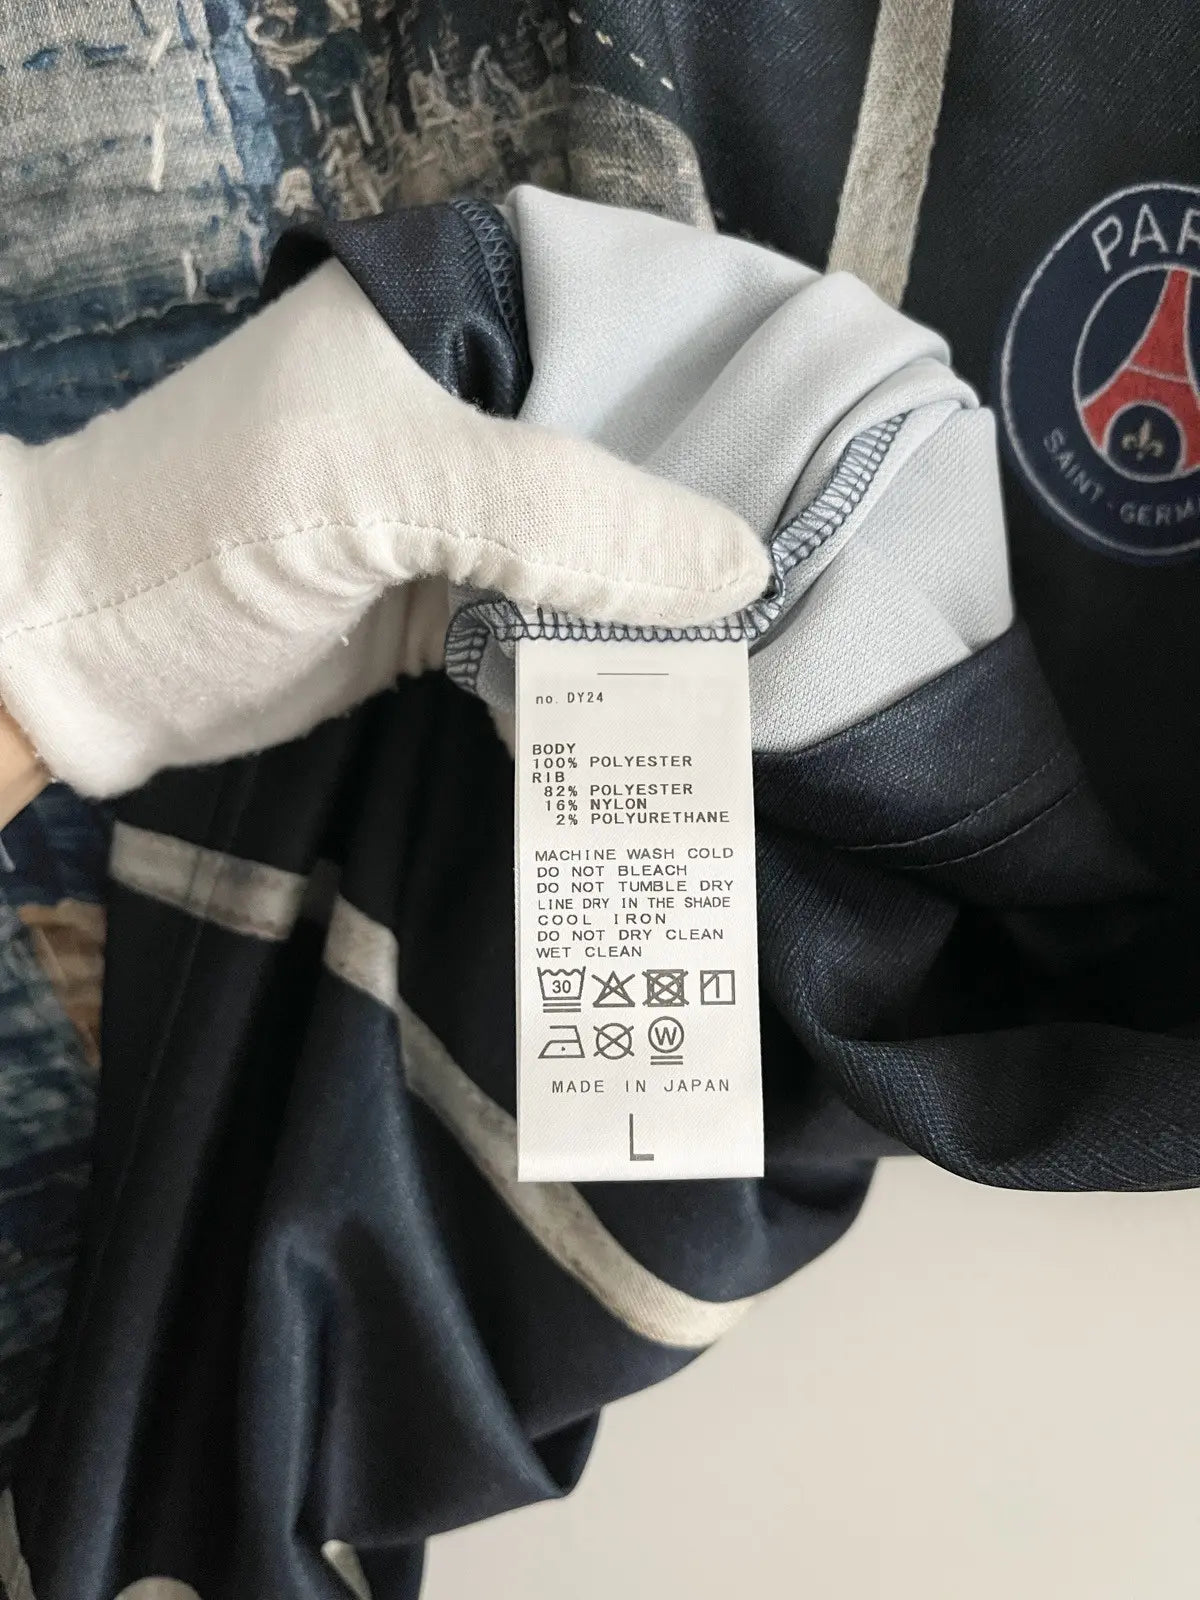 PAR
SAINT-GERM
no. DY24
BODY
100% POLYESTER
RIB
82% POLYESTER
16% NYLON
2% POLYURETHANE
MACHINE WASH COLD
DO NOT BLEACH
DO NOT TUMBLE DRY
LINE DRY IN THE SHADE
COOL IRON
DO NOT DRY CLEAN
WET CLEAN
30
W
MADE IN JAPAN
L